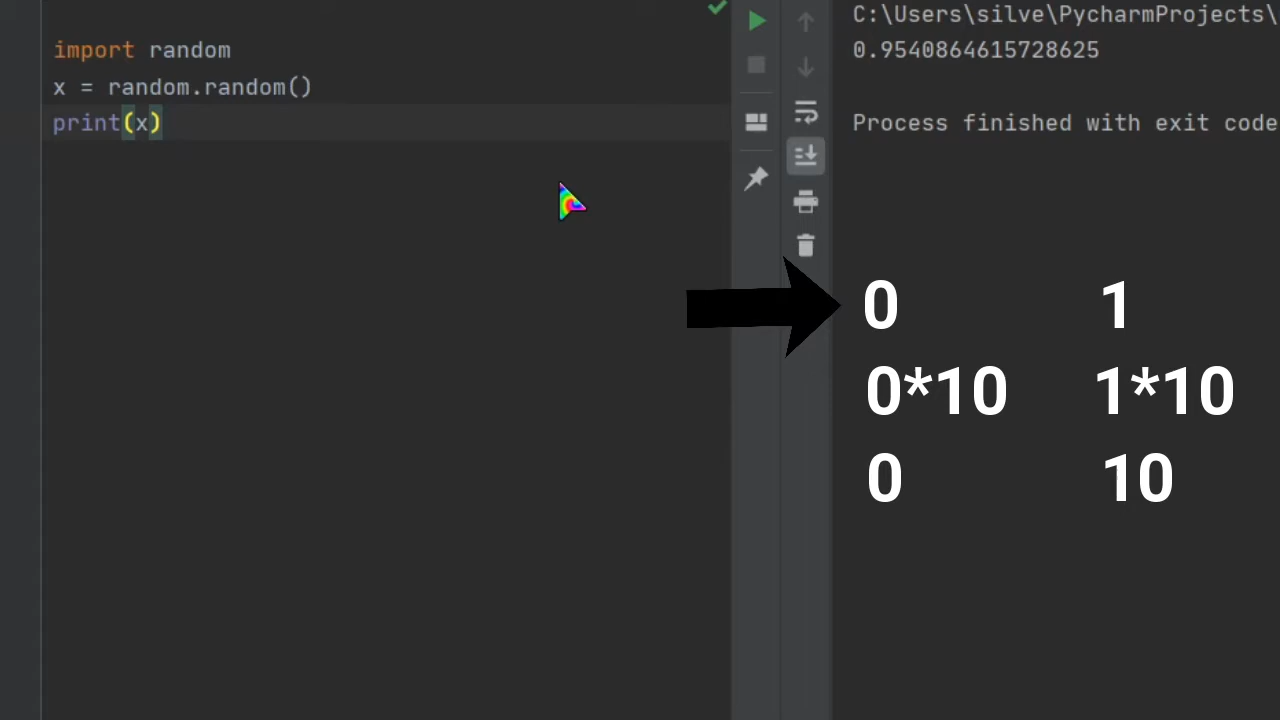 import random
x = random.random()
print(x)
C:\Users\silve\PycharmProjects\
0.9540864615728625
Process finished with exit code
0 1
0*10 1*10
0 10